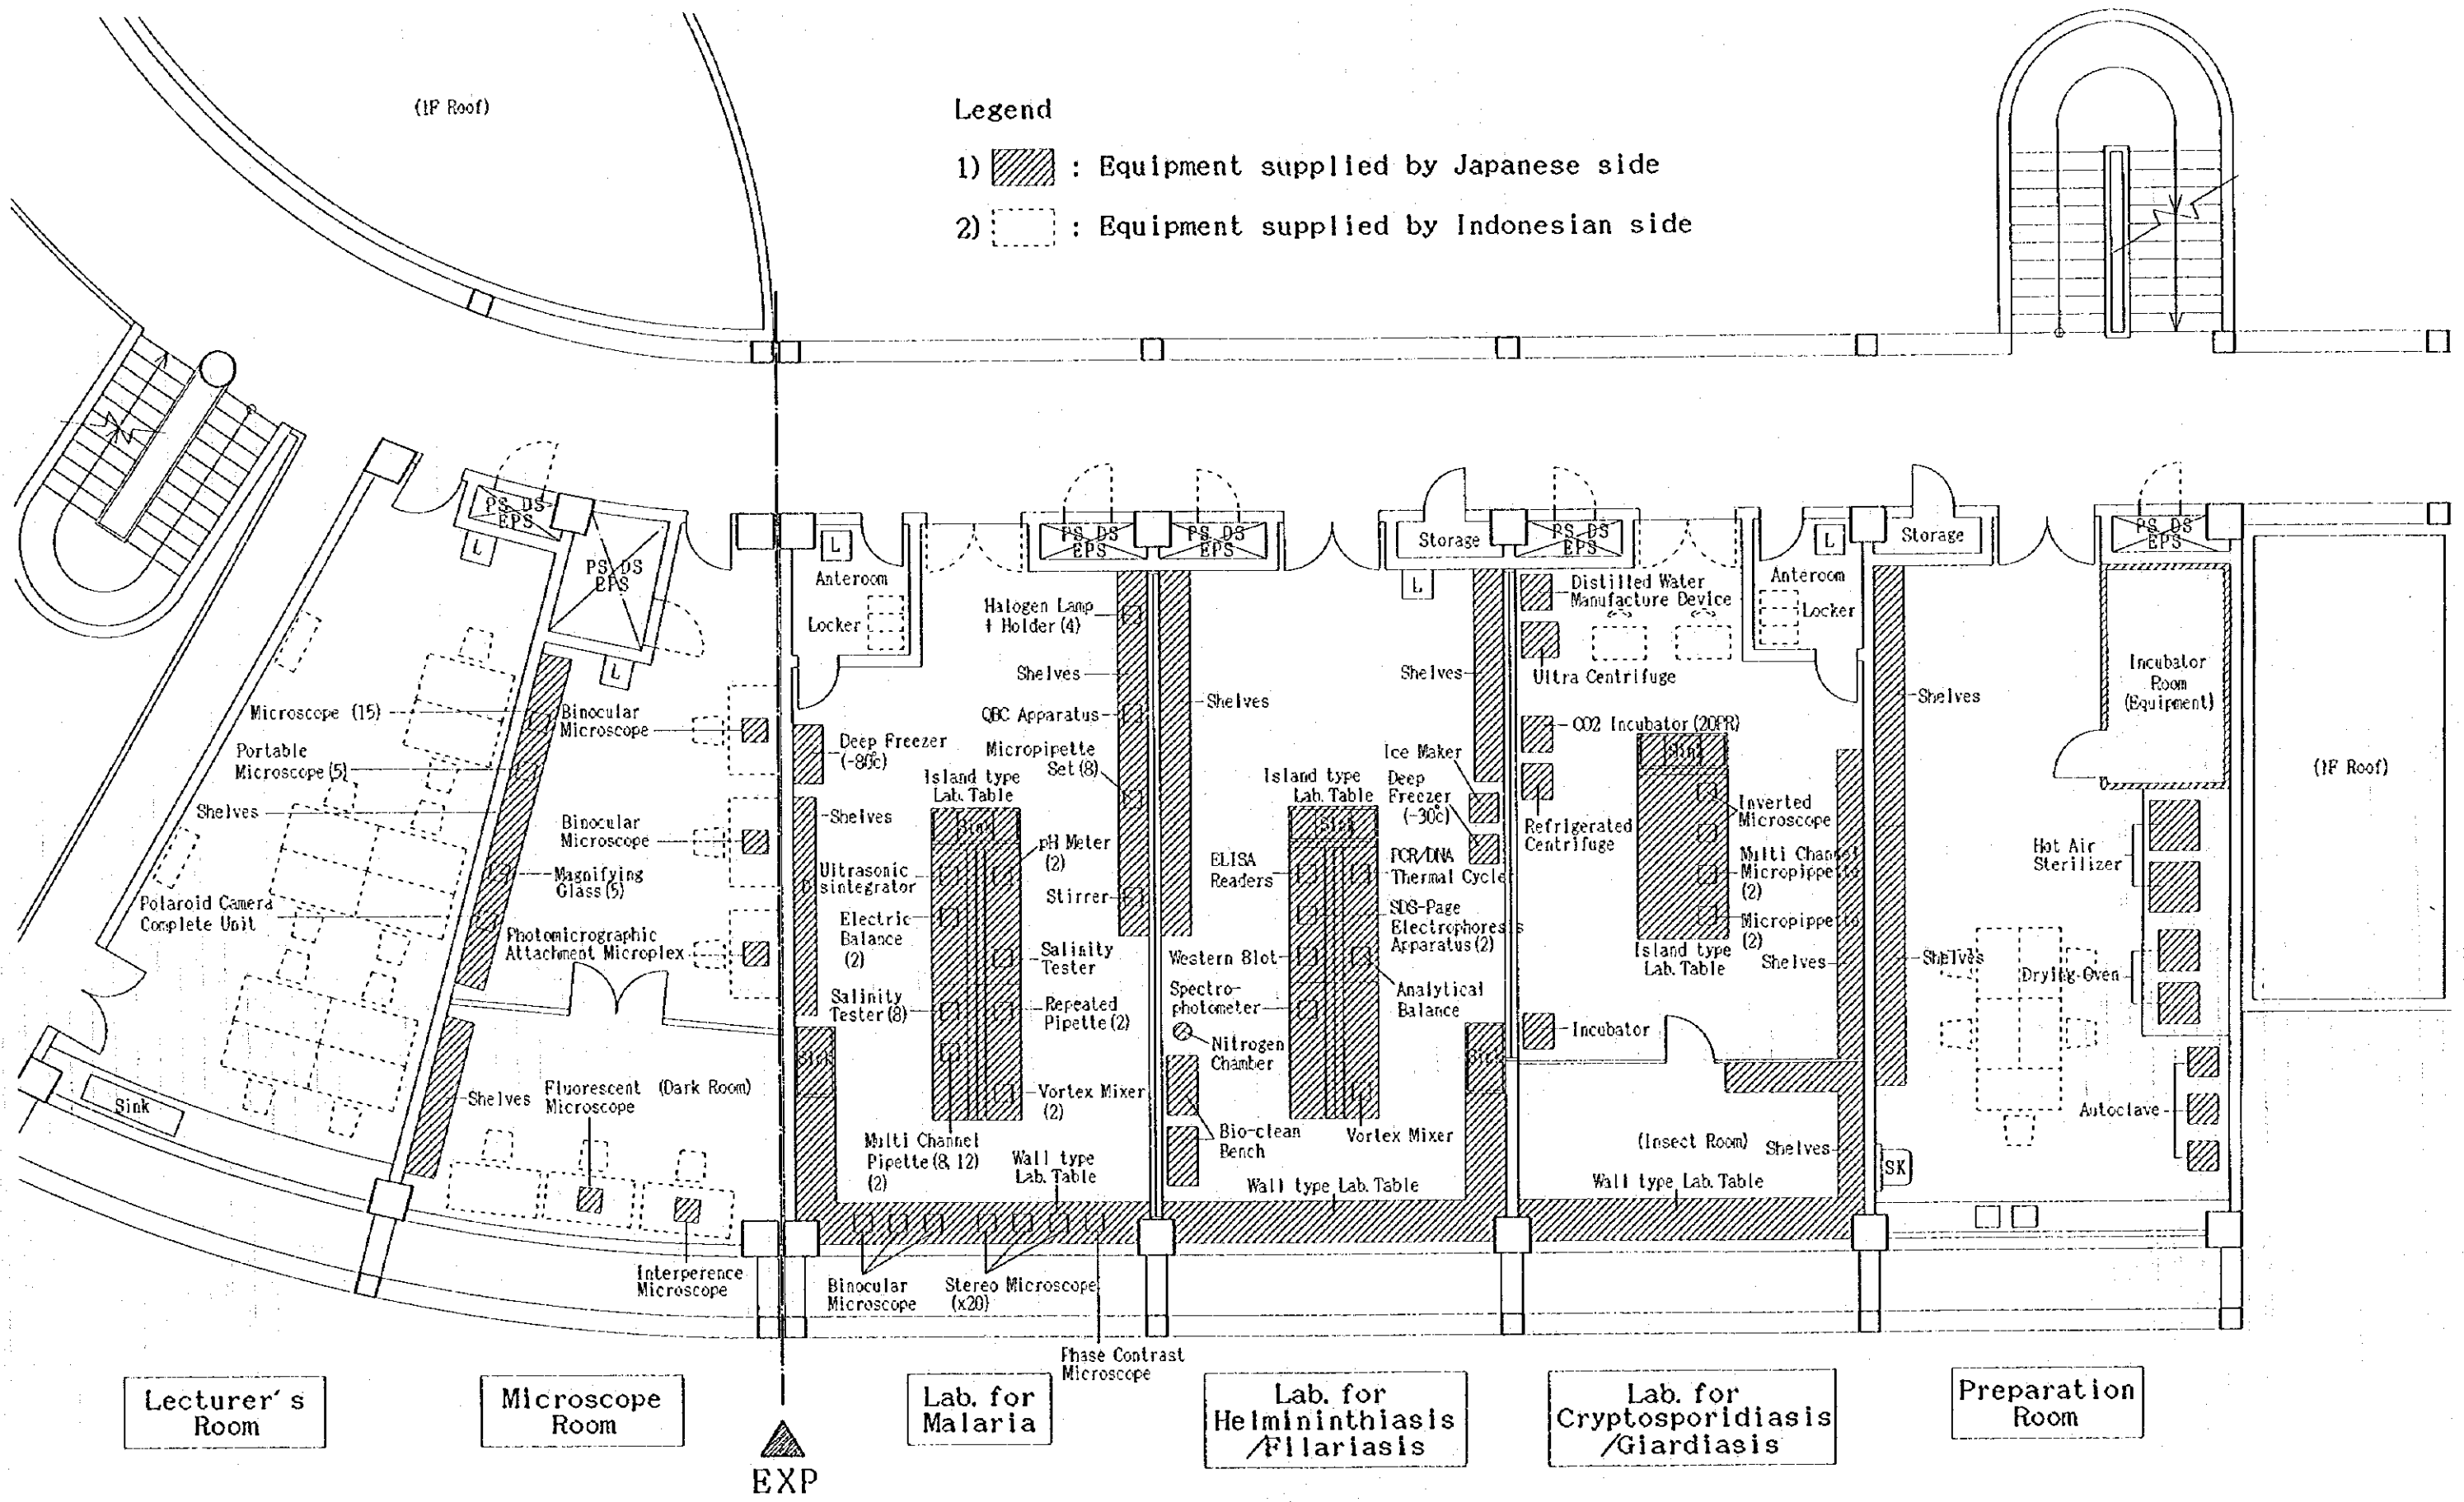 (1F Roof)
Legend
1) : Equipment supplied by Japanese side
2) : Equipment supplied by Indonesian side
PS DS
EPS
L
PS DS
EPS
L
L
Anteroom
Locker
PS DS
EPS
PS DS
EPS
Storage
L
PS DS
EPS
L
Anteroom
Locker
Storage
PS DS
EPS
Microscope (15)
Portable
Microscope (5)
Shelves
Polaroid Camera
Complete Unit
Sink
Binocular
Microscope
Binocular
Microscope
Magnifying
Glass (5)
Photomicrographic
Attachment Microplex
Shelves
Fluorescent
Microscope
(Dark Room)
Interperence
Microscope
Halogen Lamp
& Holder (4)
Shelves
QBC Apparatus
Micropipette
Set (8)
Deep Freezer
(-80c)
Island type
Lab. Table
Sink
Shelves
pH Meter
(2)
Ultrasonic
Disintegrator
Stirrer
Electric
Balance
(2)
Salinity
Tester
Salinity
Tester (8)
Repeated
Pipette (2)
Sink
Vortex Mixer
(2)
Multi Channel
Pipette (8, 12)
(2)
Wall type
Lab. Table
Binocular
Microscope
Stereo Microscope
(x20)
Phase Contrast
Microscope
Shelves
Shelves
Ice Maker
Island type
Lab. Table
Deep
Freezer
(-30c)
Sink
ELISA
Readers
PCR/DNA
Thermal Cycle
SDS-Page
Electrophoresis
Apparatus (2)
Western Blot
Spectro-
photometer
Analytical
Balance
Nitrogen
Chamber
Sink
Bio-clean
Bench
Vortex Mixer
Wall type Lab. Table
Distilled Water
Manufacture Device
Ultra Centrifuge
CO2 Incubator (20PR)
Sink
Refrigerated
Centrifuge
Inverted
Microscope
Multi Channel
Micropippette
(2)
Micropippette
(2)
Island type
Lab. Table
Shelves
Incubator
(Insect Room)
Shelves
Wall type Lab. Table
Shelves
Incubator
Room
(Equipment)
Hot Air
Sterilizer
Shelves
Drying Oven
Autoclave
SK
(1F Roof)
Lecturer's
Room
Microscope
Room
Lab. for
Malaria
Lab. for
Helmininthiasis
/Filariasis
Lab. for
Cryptosporidiasis
/Giardiasis
Preparation
Room
EXP